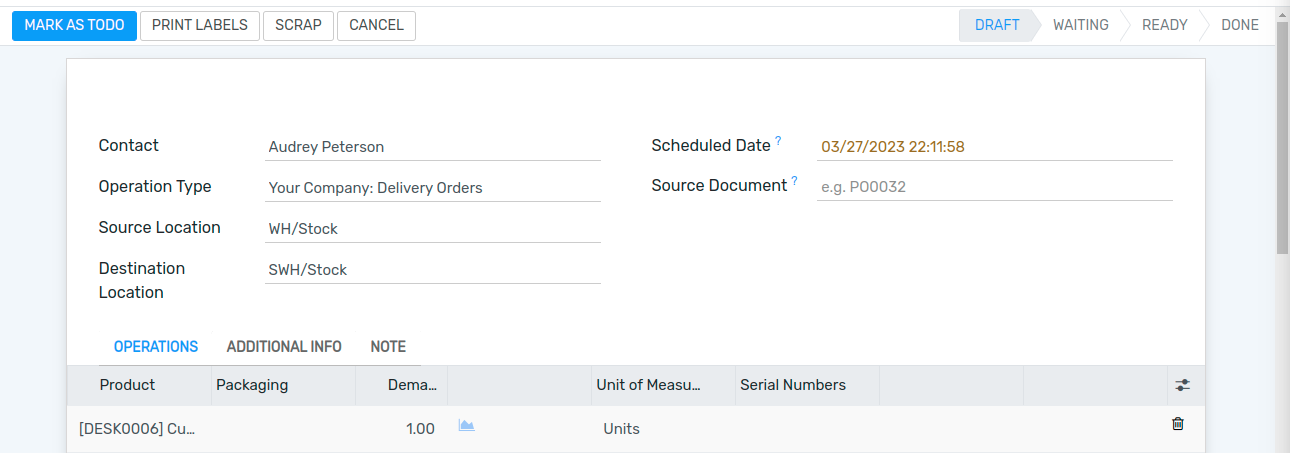 MARK AS TODO PRINT LABELS SCRAP CANCEL DRAFT WAITING READY DONE
Contact Audrey Peterson Scheduled Date ? 03/27/2023 22:11:58
Operation Type Your Company: Delivery Orders Source Document ? e.g. PO0032
Source Location WH/Stock
Destination Location SWH/Stock
OPERATIONS ADDITIONAL INFO NOTE
Product Packaging Dema... Unit of Measu... Serial Numbers
[DESK0006] Cu... 1.00 Units